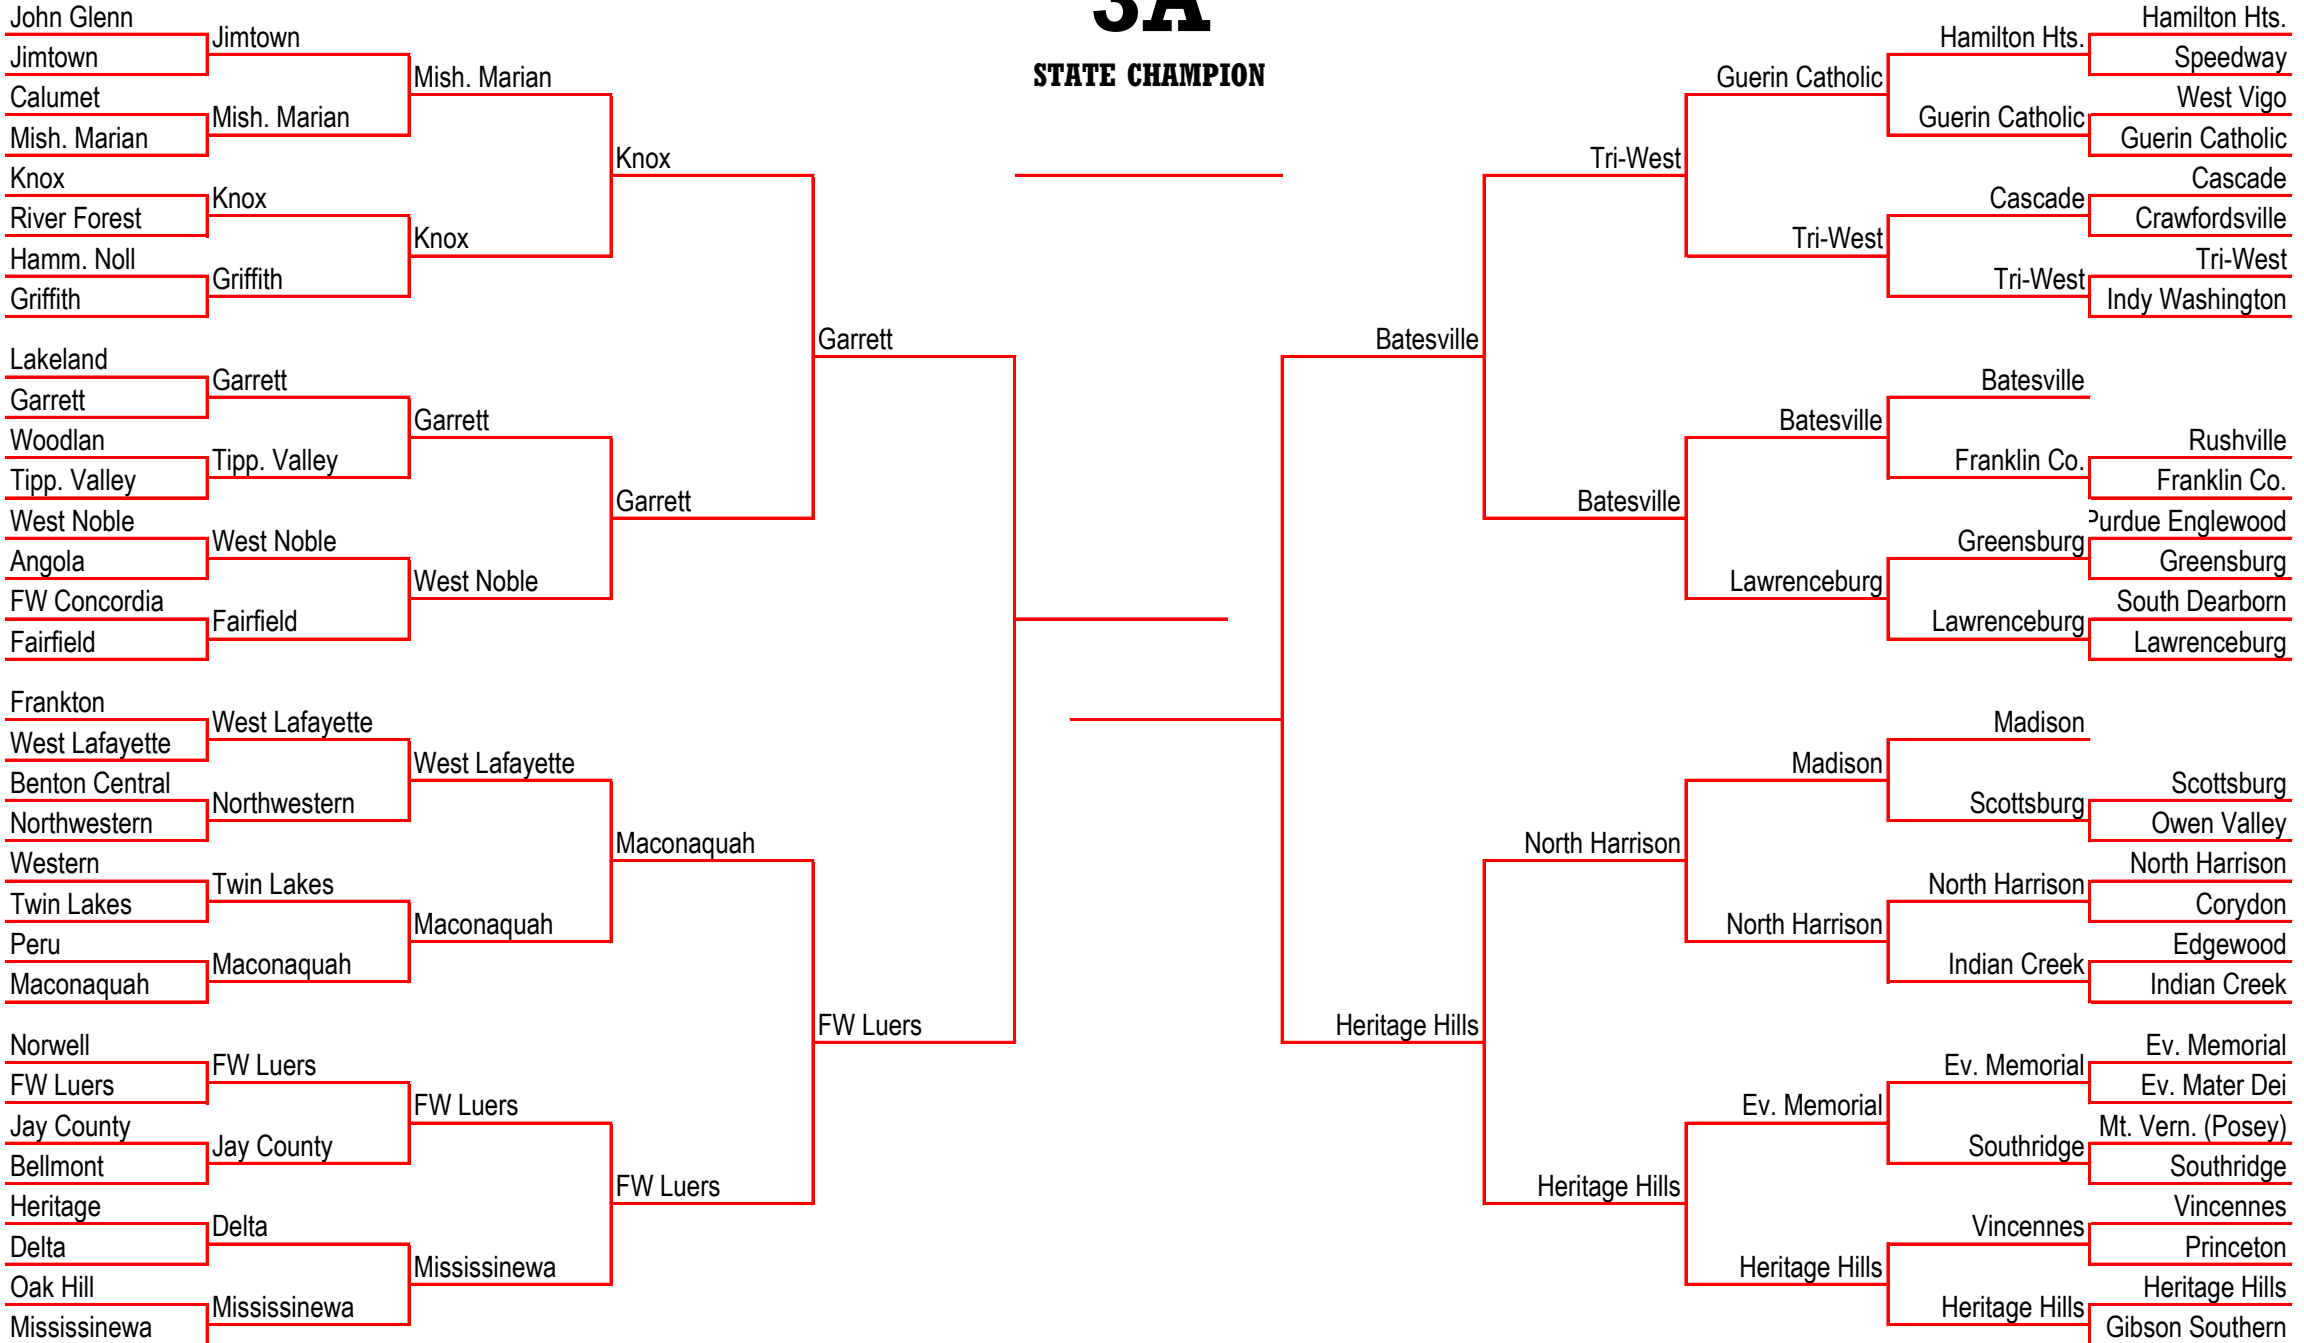 3A
STATE CHAMPION
John Glenn
Jimtown
Calumet
Mish. Marian
Knox
River Forest
Hamm. Noll
Griffith
Lakeland
Garrett
Woodlan
Tipp. Valley
West Noble
Angola
FW Concordia
Fairfield
Frankton
West Lafayette
Benton Central
Northwestern
Western
Twin Lakes
Peru
Maconaquah
Norwell
FW Luers
Jay County
Bellmont
Heritage
Delta
Oak Hill
Mississinewa
Jimtown
Mish. Marian
Knox
Griffith
Garrett
Tipp. Valley
West Noble
Fairfield
West Lafayette
Northwestern
Twin Lakes
Maconaquah
FW Luers
Jay County
Delta
Mississinewa
Mish. Marian
Knox
Garrett
West Noble
West Lafayette
Maconaquah
FW Luers
Mississinewa
Knox
Garrett
Maconaquah
FW Luers
Garrett
FW Luers
Batesville
Heritage Hills
Tri-West
Batesville
North Harrison
Heritage Hills
Guerin Catholic
Tri-West
Batesville
Lawrenceburg
Madison
North Harrison
Ev. Memorial
Heritage Hills
Hamilton Hts.
Guerin Catholic
Cascade
Tri-West
Batesville
Franklin Co.
Greensburg
Lawrenceburg
Madison
Scottsburg
North Harrison
Indian Creek
Ev. Memorial
Southridge
Vincennes
Heritage Hills
Hamilton Hts.
Speedway
West Vigo
Guerin Catholic
Cascade
Crawfordsville
Tri-West
Indy Washington
Rushville
Franklin Co.
Purdue Englewood
Greensburg
South Dearborn
Lawrenceburg
Scottsburg
Owen Valley
North Harrison
Corydon
Edgewood
Indian Creek
Ev. Memorial
Ev. Mater Dei
Mt. Vern. (Posey)
Southridge
Vincennes
Princeton
Heritage Hills
Gibson Southern